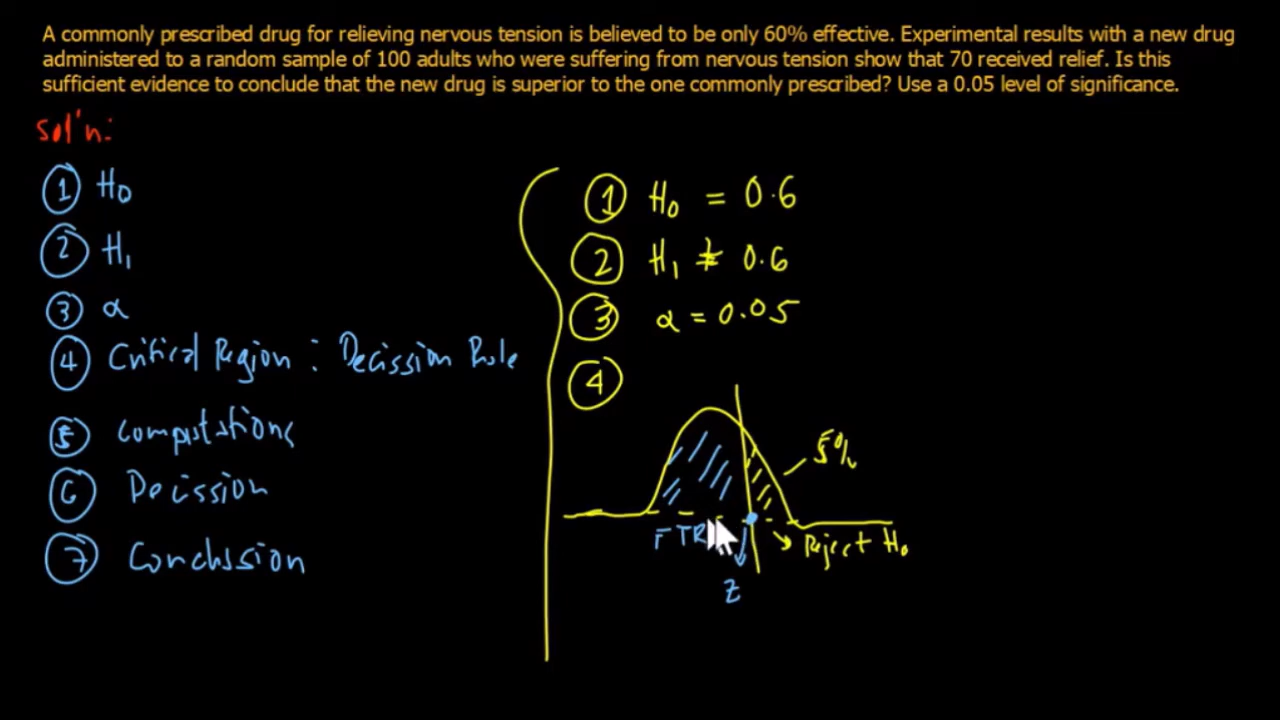 A commonly prescribed drug for relieving nervous tension is believed to be only 60% effective. Experimental results with a new drug
administered to a random sample of 100 adults who were suffering from nervous tension show that 70 received relief. Is this
sufficient evidence to conclude that the new drug is superior to the one commonly prescribed? Use a 0.05 level of significance.
Sol'n:
① H₀
② H₁
③ α
④ Critical Region : Decission Rule
⑤ Computations
⑥ Decission
⑦ Conclusion
① H₀ = 0.6
② H₁ ≠ 0.6
③ α = 0.05
④
5%
FTR
Reject H₀
Z